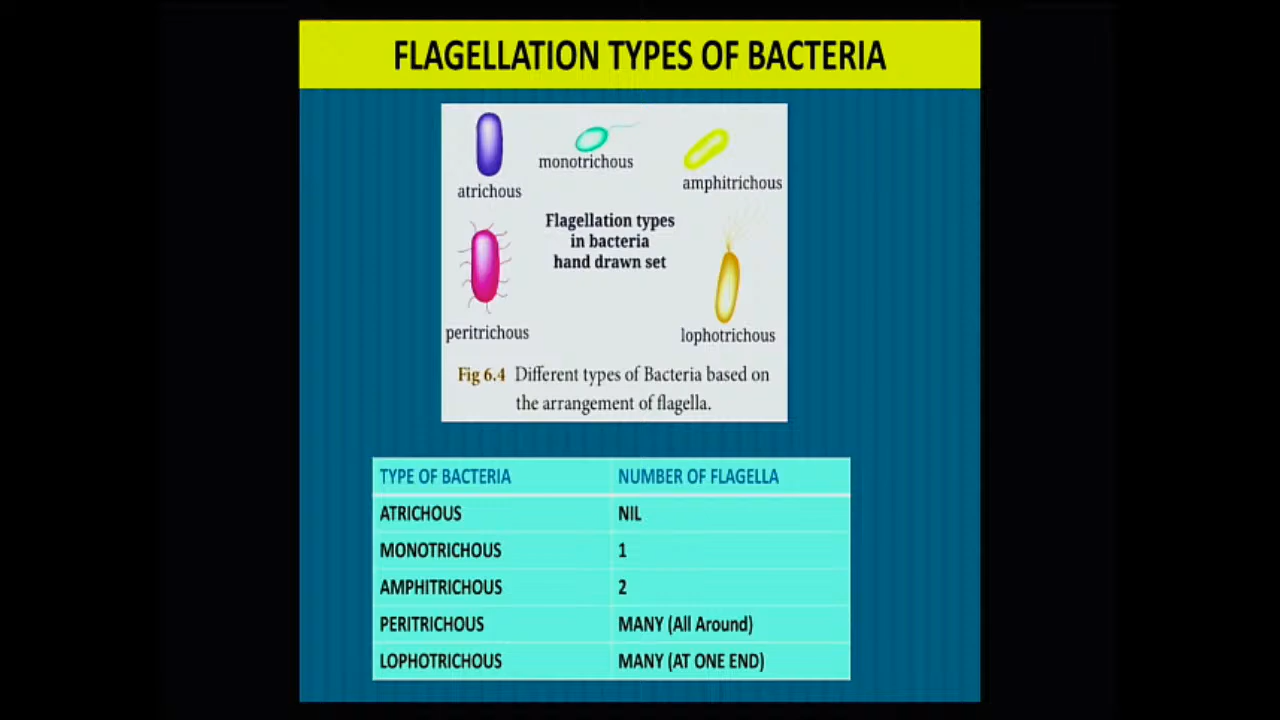 FLAGELLATION TYPES OF BACTERIA
atrichous
monotrichous
amphitrichous
Flagellation types
in bacteria
hand drawn set
peritrichous
lophotrichous
Fig 6.4 Different types of Bacteria based on
the arrangement of flagella.
TYPE OF BACTERIA NUMBER OF FLAGELLA
ATRICHOUS NIL
MONOTRICHOUS 1
AMPHITRICHOUS 2
PERITRICHOUS MANY (All Around)
LOPHOTRICHOUS MANY (AT ONE END)